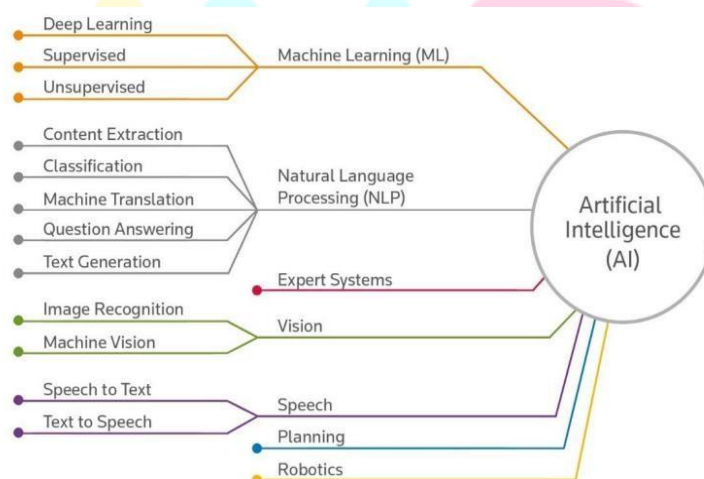 Deep Learning
Supervised
Unsupervised
Machine Learning (ML)
Content Extraction
Classification
Machine Translation
Question Answering
Text Generation
Natural Language
Processing (NLP)
Expert Systems
Image Recognition
Machine Vision
Vision
Speech to Text
Text to Speech
Speech
Planning
Robotics
Artificial
Intelligence
(AI)